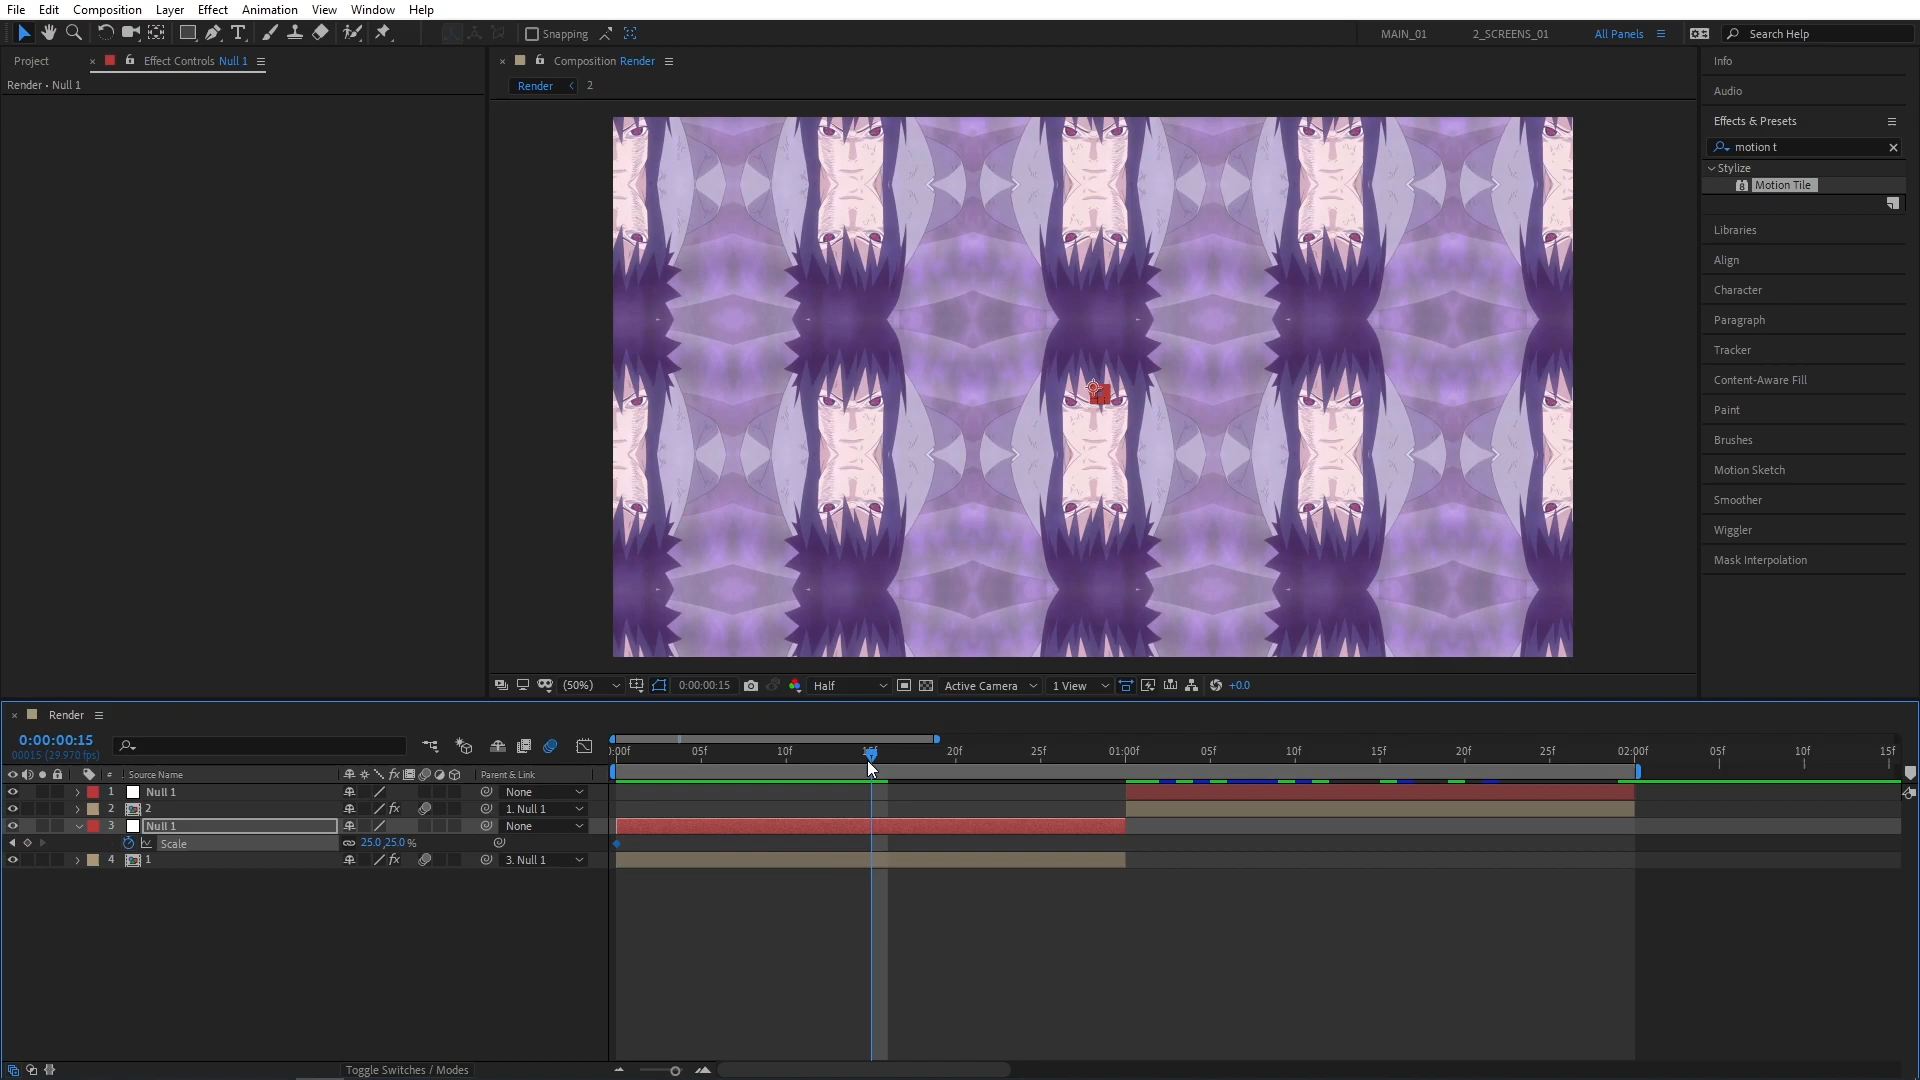 File Edit Composition Layer Effect Animation View Window Help
Snapping
MAIN_01 2_SCREENS_01 All Panels Search Help
Project Effect Controls Null 1
Render • Null 1
Composition Render
Render 2
(50%) 0:00:00:15 Half Active Camera 1 View +0.0
Info
Audio
Effects & Presets
motion t
Stylize
8 Motion Tile
Libraries
Align
Character
Paragraph
Tracker
Content-Aware Fill
Paint
Brushes
Motion Sketch
Smoother
Wiggler
Mask Interpolation
Render
0:00:00:15
00015 (29.970 fps)
# Source Name fx Parent & Link
):00f 05f 10f 15f 20f 25f 01:00f 05f 10f 15f 20f 25f 02:00f 05f 10f 15f
1 Null 1 None
2 2 fx 1. Null 1
3 Null 1 None
Scale 25.0,25.0 %
4 1 fx 3. Null 1
Toggle Switches / Modes